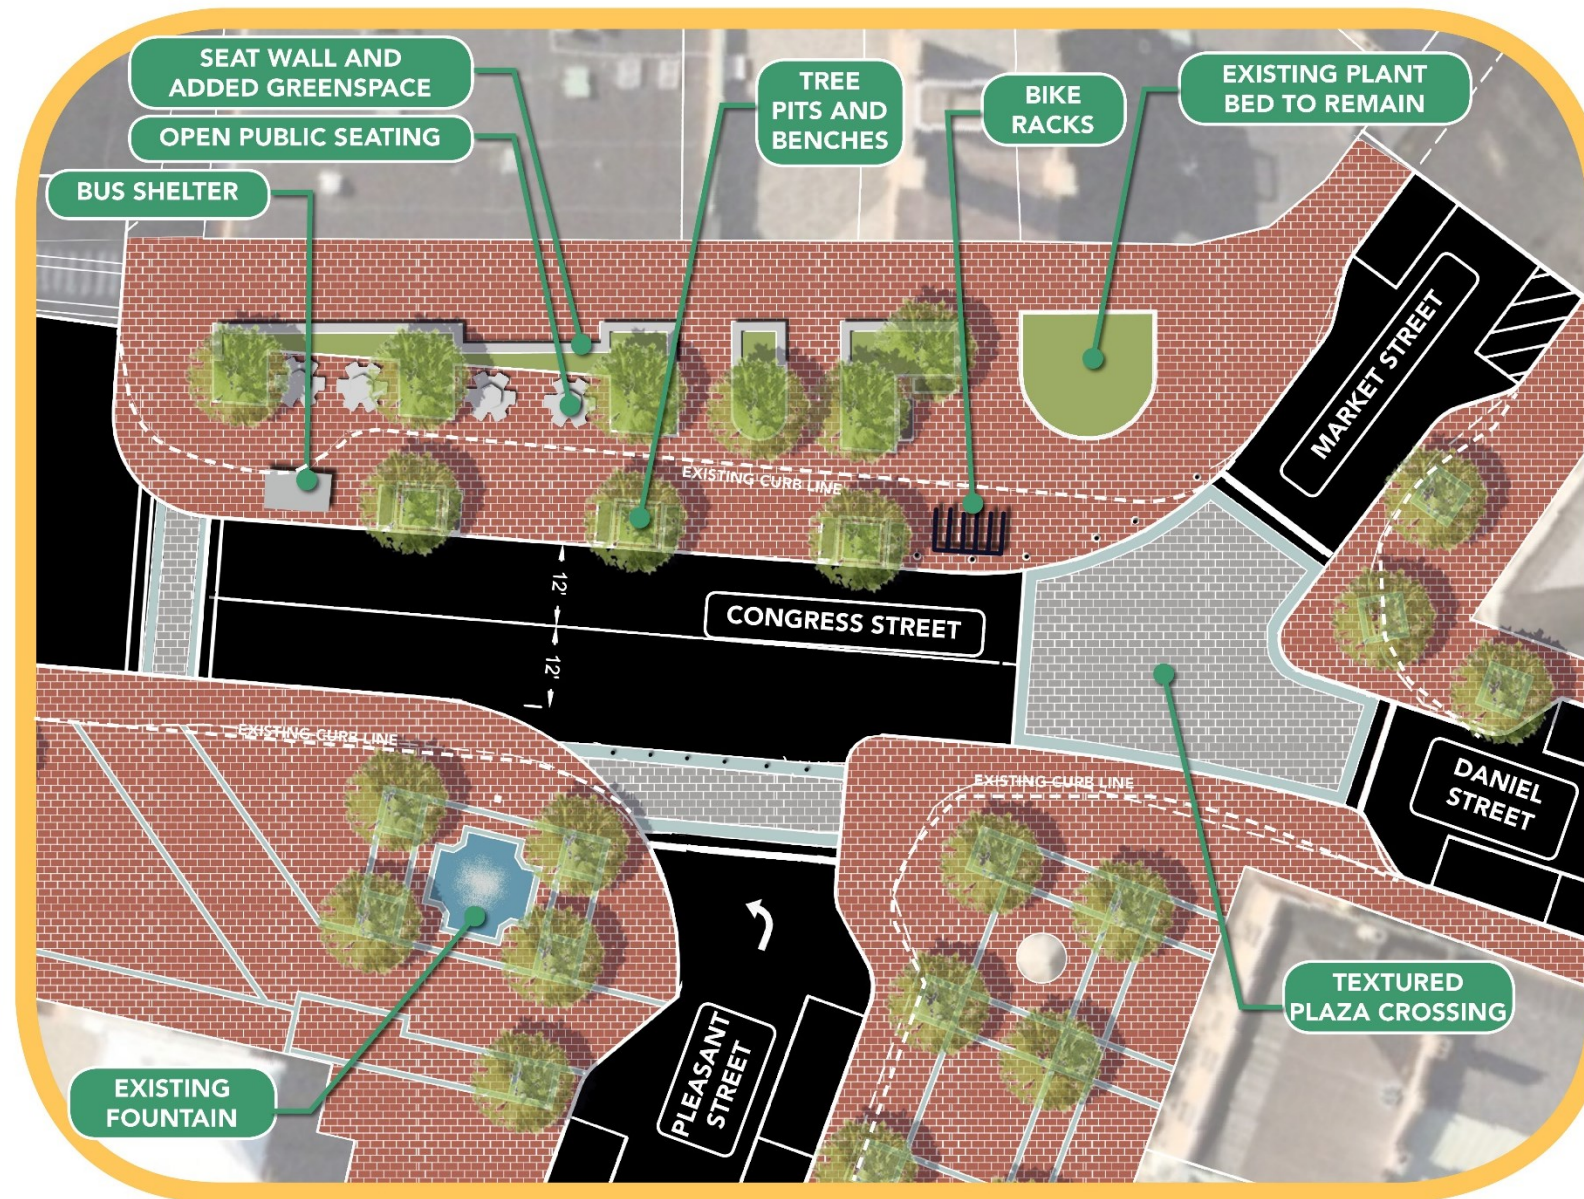 SEAT WALL AND
ADDED GREENSPACE
OPEN PUBLIC SEATING
BUS SHELTER
TREE
PITS AND
BENCHES
BIKE
RACKS
EXISTING PLANT
BED TO REMAIN
MARKET STREET
EXISTING CURB LINE
12'
12'
CONGRESS STREET
EXISTING CURB LINE
EXISTING CURB LINE
DANIEL
STREET
TEXTURED
PLAZA CROSSING
PLEASANT
STREET
EXISTING
FOUNTAIN